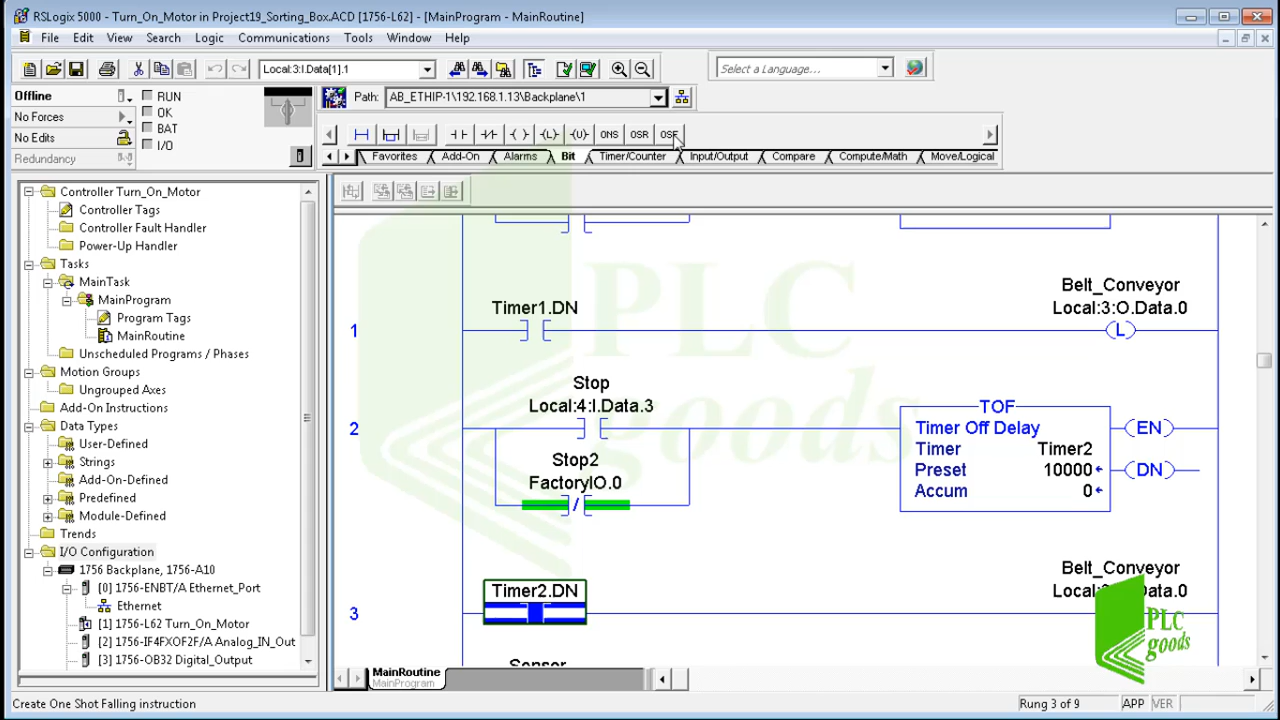 RSLogix 5000 - Turn_On_Motor in Project19_Sorting_Box.ACD [1756-L62] - [MainProgram - MainRoutine]
File Edit View Search Logic Communications Tools Window Help
Local:3:I.Data[1].1
Select a Language...
Offline
RUN
Path: AB_ETHIP-1\192.168.1.13\Backplane\1
No Forces
OK
No Edits
BAT
Redundancy
I/O
ONS OSR OSF
Favorites Add-On Alarms Bit Timer/Counter Input/Output Compare Compute/Math Move/Logical
Controller Turn_On_Motor
Controller Tags
Controller Fault Handler
Power-Up Handler
Tasks
MainTask
MainProgram
Program Tags
MainRoutine
Unscheduled Programs / Phases
Motion Groups
Ungrouped Axes
Add-On Instructions
Data Types
User-Defined
Strings
Add-On-Defined
Predefined
Module-Defined
Trends
I/O Configuration
1756 Backplane, 1756-A10
[0] 1756-ENBT/A Ethernet_Port
Ethernet
[1] 1756-L62 Turn_On_Motor
[2] 1756-IF4FXOF2F/A Analog_IN_Out
[3] 1756-OB32 Digital_Output
Belt_Conveyor
Timer1.DN
Local:3:O.Data.0
1
L
Stop
Local:4:I.Data.3
TOF
2
Timer Off Delay
EN
Timer Timer2
Stop2
Preset 10000
DN
FactoryIO.0
Accum 0
Belt_Conveyor
Timer2.DN
3
PLC
goods
PLC
goods
MainRoutine
MainProgram
Create One Shot Falling instruction
Rung 3 of 9
APP
VER